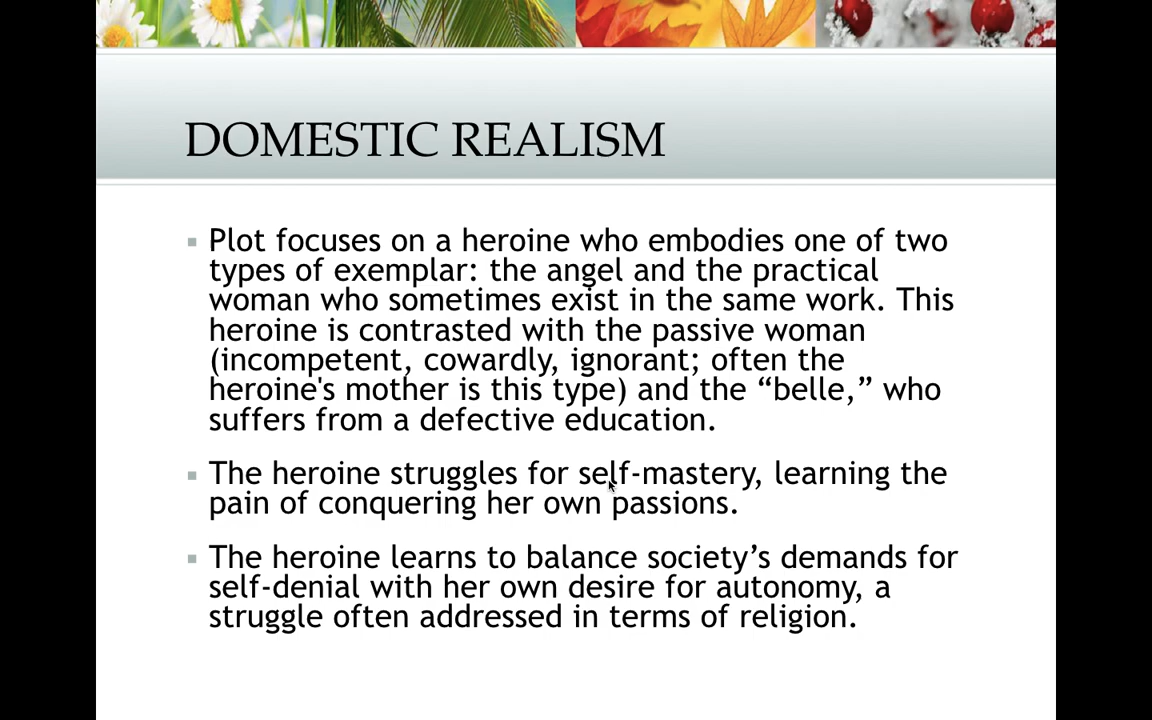 DOMESTIC REALISM
Plot focuses on a heroine who embodies one of two
types of exemplar: the angel and the practical
woman who sometimes exist in the same work. This
heroine is contrasted with the passive woman
(incompetent, cowardly, ignorant; often the
heroine's mother is this type) and the “belle,” who
suffers from a defective education.
The heroine struggles for self-mastery, learning the
pain of conquering her own passions.
The heroine learns to balance society’s demands for
self-denial with her own desire for autonomy, a
struggle often addressed in terms of religion.